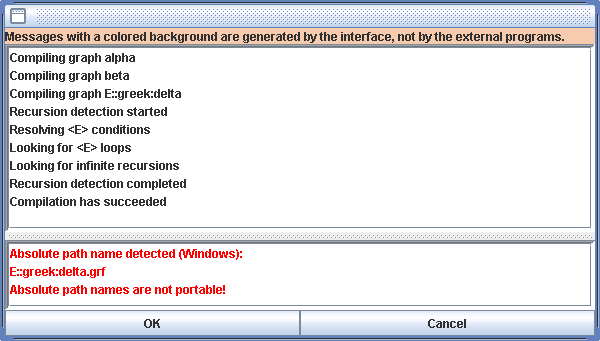 Messages with a colored background are generated by the interface, not by the external programs.
Compiling graph alpha
Compiling graph beta
Compiling graph E::greek:delta
Recursion detection started
Resolving <E> conditions
Looking for <E> loops
Looking for infinite recursions
Recursion detection completed
Compilation has succeeded
Absolute path name detected (Windows):
E::greek:delta.grf
Absolute path names are not portable!
OK Cancel